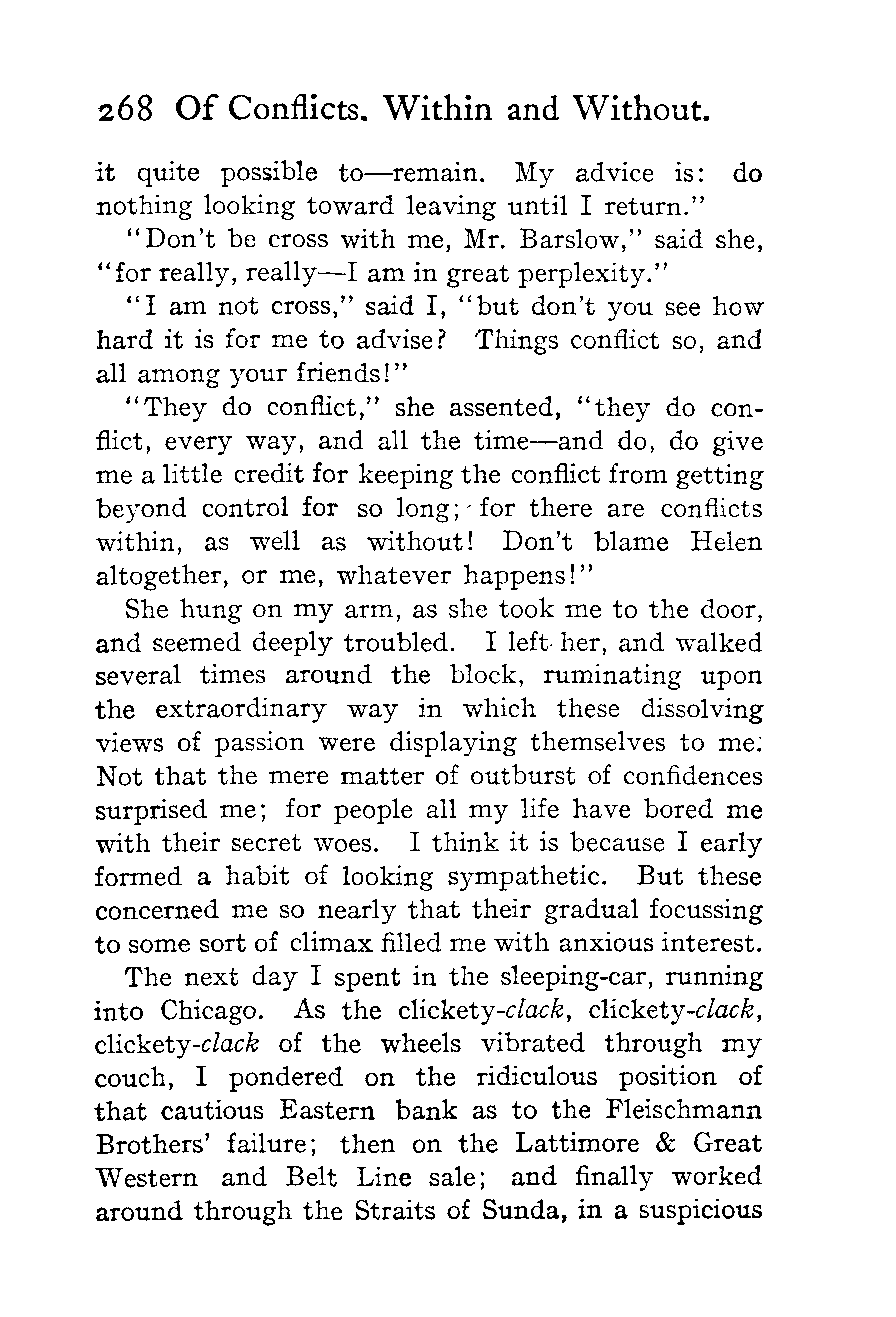 268 Of Conflicts. Within and Without.
it quite possible to—remain. My advice is: do
nothing looking toward leaving until I return.”
“Don’t be cross with me, Mr. Barslow,” said she,
“for really, really—I am in great perplexity.”
“I am not cross,” said I, “but don’t you see how
hard it is for me to advise? Things conflict so, and
all among your friends!”
“They do conflict,” she assented, “they do con-
flict, every way, and all the time—and do, do give
me a little credit for keeping the conflict from getting
beyond control for so long; for there are conflicts
within, as well as without! Don’t blame Helen
altogether, or me, whatever happens!”
She hung on my arm, as she took me to the door,
and seemed deeply troubled. I left her, and walked
several times around the block, ruminating upon
the extraordinary way in which these dissolving
views of passion were displaying themselves to me.
Not that the mere matter of outburst of confidences
surprised me; for people all my life have bored me
with their secret woes. I think it is because I early
formed a habit of looking sympathetic. But these
concerned me so nearly that their gradual focussing
to some sort of climax filled me with anxious interest.
The next day I spent in the sleeping-car, running
into Chicago. As the clickety-clack, clickety-clack,
clickety-clack of the wheels vibrated through my
couch, I pondered on the ridiculous position of
that cautious Eastern bank as to the Fleischmann
Brothers’ failure; then on the Lattimore & Great
Western and Belt Line sale; and finally worked
around through the Straits of Sunda, in a suspicious